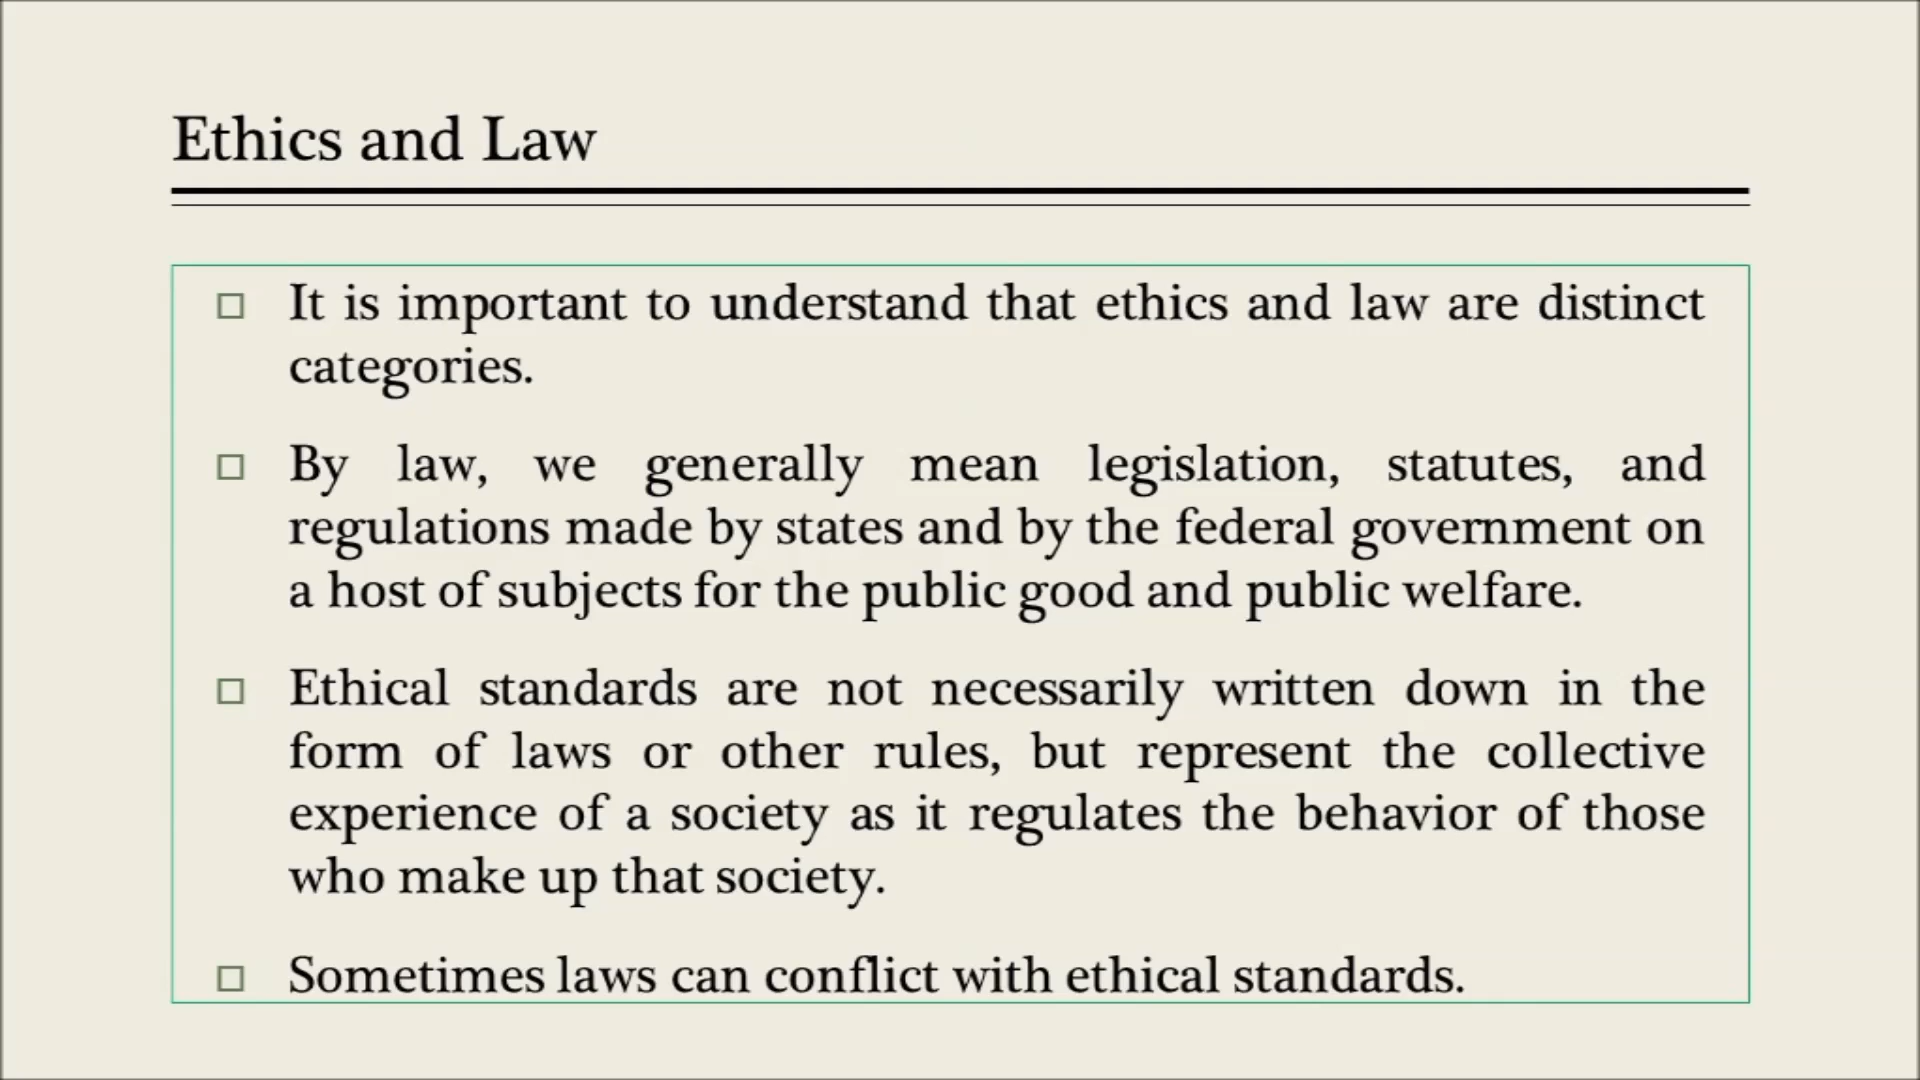 Ethics and Law
It is important to understand that ethics and law are distinct
categories.
By law, we generally mean legislation, statutes, and
regulations made by states and by the federal government on
a host of subjects for the public good and public welfare.
Ethical standards are not necessarily written down in the
form of laws or other rules, but represent the collective
experience of a society as it regulates the behavior of those
who make up that society.
Sometimes laws can conflict with ethical standards.